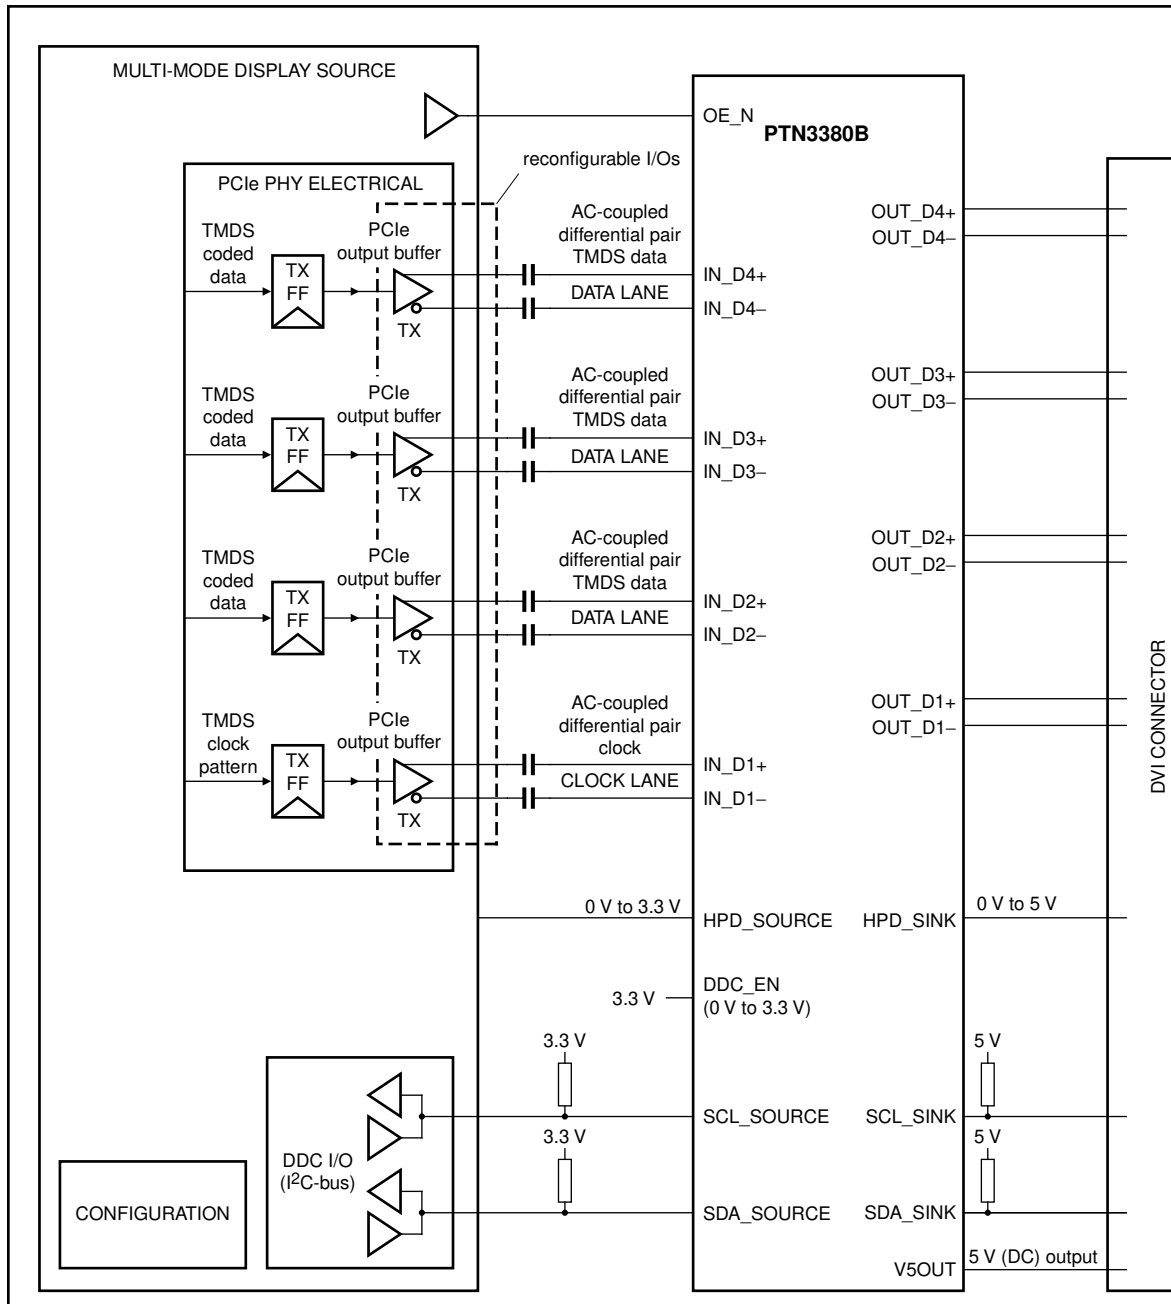 MULTI-MODE DISPLAY SOURCE
OE_N
PTN3380B
reconfigurable I/Os
PCIe PHY ELECTRICAL
TMDS
coded
data
TX
FF
PCIe
output buffer
TX
AC-coupled
differential pair
TMDS data
DATA LANE
IN_D4+
IN_D4−
OUT_D4+
OUT_D4−
TMDS
coded
data
TX
FF
PCIe
output buffer
TX
AC-coupled
differential pair
TMDS data
DATA LANE
IN_D3+
IN_D3−
OUT_D3+
OUT_D3−
TMDS
coded
data
TX
FF
PCIe
output buffer
TX
AC-coupled
differential pair
TMDS data
DATA LANE
IN_D2+
IN_D2−
OUT_D2+
OUT_D2−
TMDS
clock
pattern
TX
FF
PCIe
output buffer
TX
AC-coupled
differential pair
clock
CLOCK LANE
IN_D1+
IN_D1−
OUT_D1+
OUT_D1−
DVI CONNECTOR
0 V to 3.3 V
HPD_SOURCE
HPD_SINK
0 V to 5 V
3.3 V
DDC_EN
(0 V to 3.3 V)
3.3 V
5 V
SCL_SOURCE
SCL_SINK
3.3 V
5 V
DDC I/O
(I²C-bus)
CONFIGURATION
SDA_SOURCE
SDA_SINK
V5OUT
5 V (DC) output